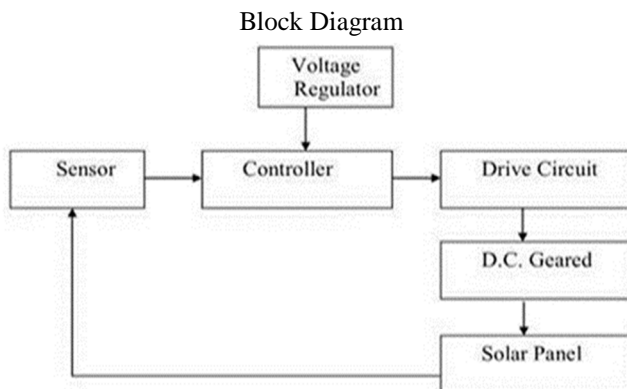 Block Diagram
Voltage
Regulator
Sensor
Controller
Drive Circuit
D.C. Geared
Solar Panel